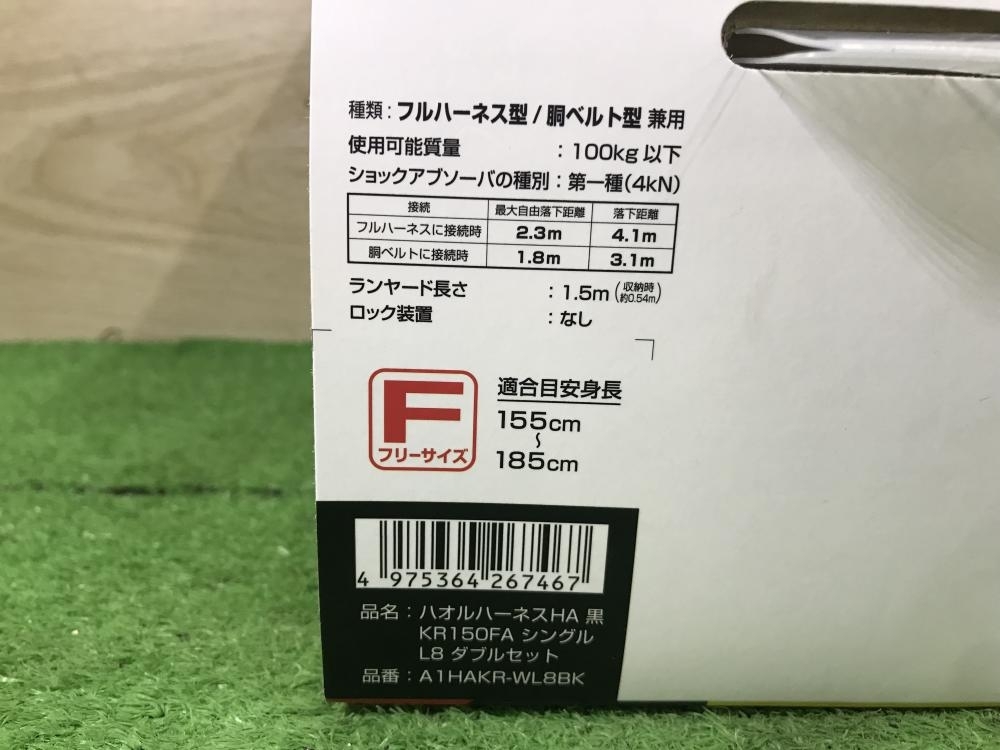 種類:フルハーネス型/胴ベルト型 兼用
使用可能質量 :100kg以下
ショックアブソーバの種別:第一種(4kN)
接続 最大自由落下距離 落下距離
フルハーネスに接続時 2.3m 4.1m
胴ベルトに接続時 1.8m 3.1m
ランヤード長さ :1.5m(収納時約0.54m)
ロック装置 :なし
F
フリーサイズ
適合目安身長
155cm
~
185cm
4 975364 267467
品名:ハオルハーネスHA 黒
KR150FA シングル
L8 ダブルセット
品番:A1HAKR-WL8BK